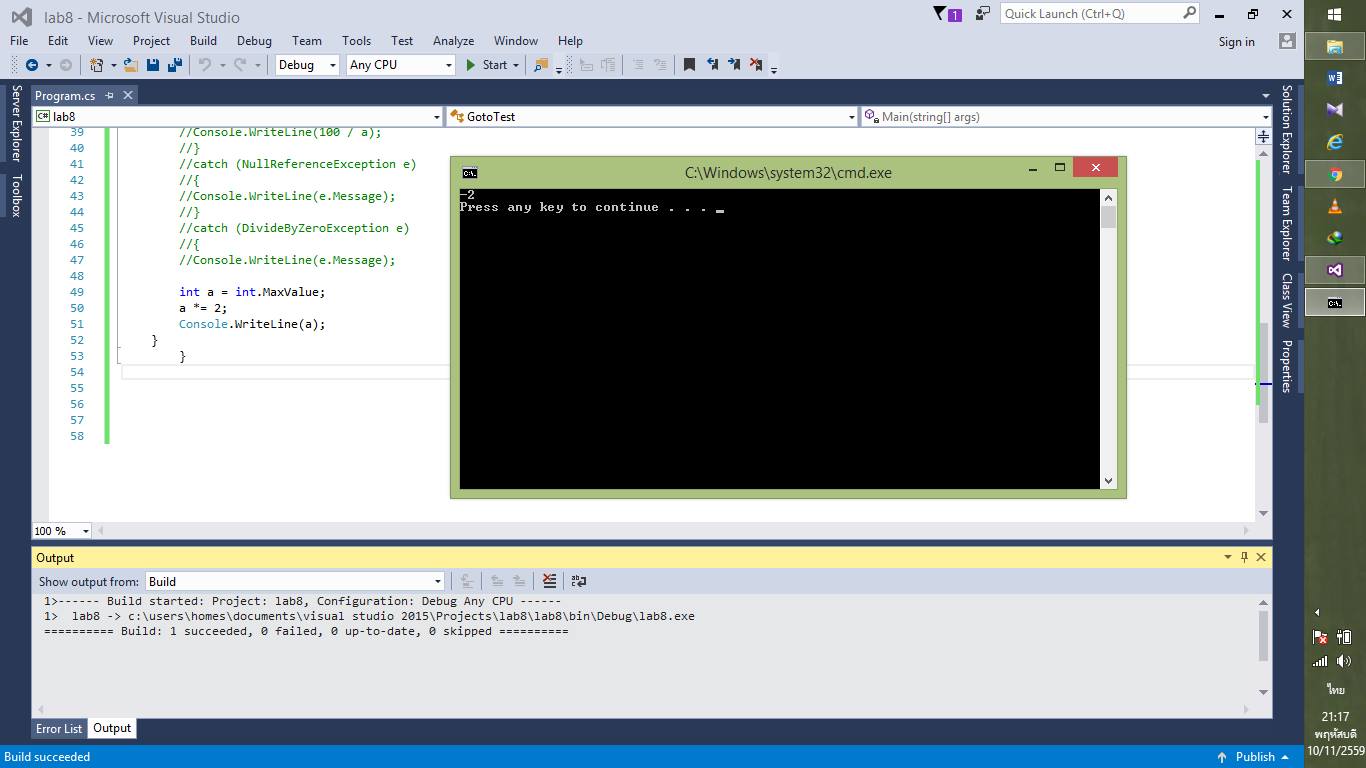 lab8 - Microsoft Visual Studio
1
Quick Launch (Ctrl+Q)
File Edit View Project Build Debug Team Tools Test Analyze Window Help
Sign in
Debug Any CPU Start
Server Explorer
Toolbox
Program.cs
C# lab8
GotoTest
Main(string[] args)
39 //Console.WriteLine(100 / a);
40 //}
41 //catch (NullReferenceException e)
42 //{
43 //Console.WriteLine(e.Message);
44 //}
45 //catch (DivideByZeroException e)
46 //{
47 //Console.WriteLine(e.Message);
48
49 int a = int.MaxValue;
50 a *= 2;
51 Console.WriteLine(a);
52 }
53 }
54
55
56
57
58
100 %
C:\Windows\system32\cmd.exe
-2
Press any key to continue . . . _
Solution Explorer
Team Explorer
Class View
Properties
Output
Show output from: Build
1>------ Build started: Project: lab8, Configuration: Debug Any CPU ------
1>  lab8 -> c:\users\homes\documents\visual studio 2015\Projects\lab8\lab8\bin\Debug\lab8.exe
========== Build: 1 succeeded, 0 failed, 0 up-to-date, 0 skipped ==========
Error List Output
Build succeeded
Publish
ไทย
21:17
พฤหัสบดี
10/11/2559